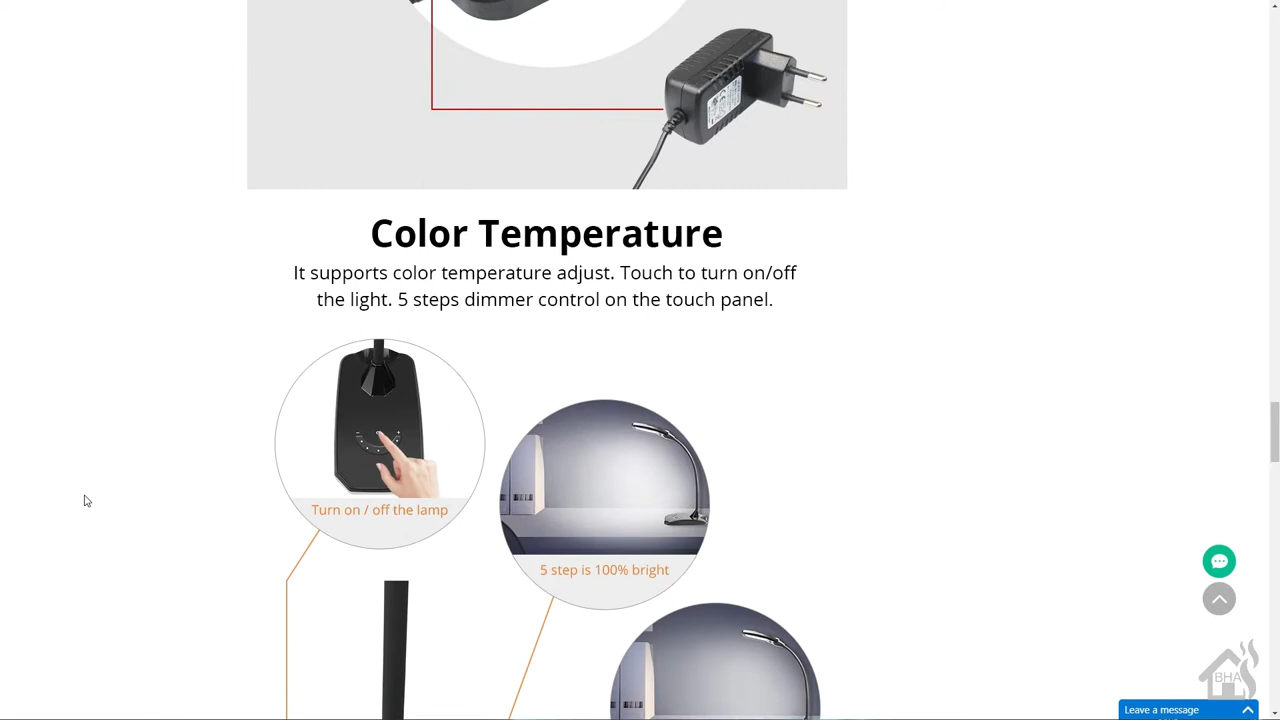 Color Temperature
It supports color temperature adjust. Touch to turn on/off
the light. 5 steps dimmer control on the touch panel.
Turn on / off the lamp
5 step is 100% bright
BHA
Leave a message